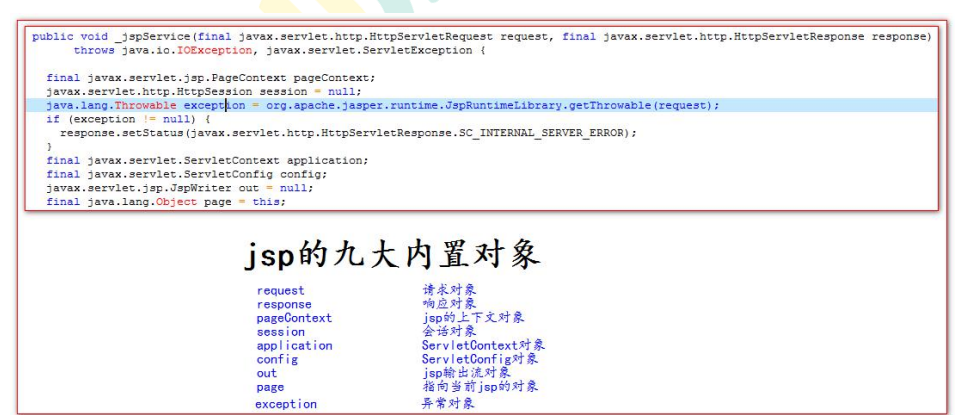 public void _jspService(final javax.servlet.http.HttpServletRequest request, final javax.servlet.http.HttpServletResponse response)
throws java.io.IOException, javax.servlet.ServletException {
final javax.servlet.jsp.PageContext pageContext;
javax.servlet.http.HttpSession session = null;
java.lang.Throwable exception = org.apache.jasper.runtime.JspRuntimeLibrary.getThrowable(request);
if (exception != null) {
response.setStatus(javax.servlet.http.HttpServletResponse.SC_INTERNAL_SERVER_ERROR);
}
final javax.servlet.ServletContext application;
final javax.servlet.ServletConfig config;
javax.servlet.jsp.JspWriter out = null;
final java.lang.Object page = this;
jsp的九大内置对象
request 请求对象
response 响应对象
pageContext jsp的上下文对象
session 会话对象
application ServletContext对象
config ServletConfig对象
out jsp输出流对象
page 指向当前jsp的对象
exception 异常对象